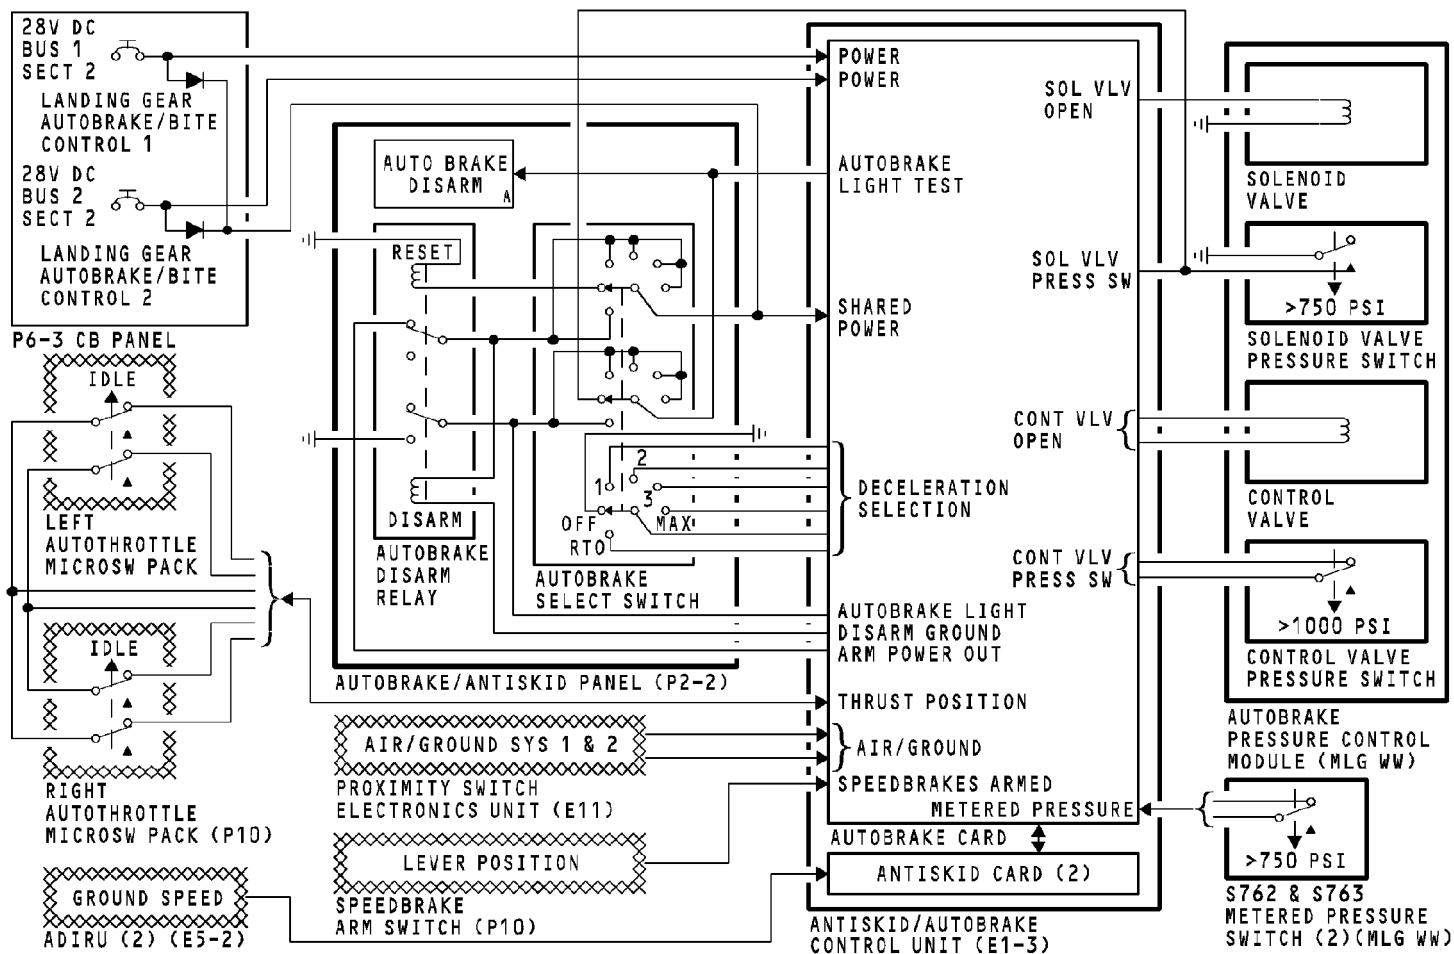 28V DC
BUS 1
SECT 2
LANDING GEAR
AUTOBRAKE/BITE
CONTROL 1
28V DC
BUS 2
SECT 2
LANDING GEAR
AUTOBRAKE/BITE
CONTROL 2
P6-3 CB PANEL
IDLE
LEFT
AUTOTHROTTLE
MICROSW PACK
IDLE
RIGHT
AUTOTHROTTLE
MICROSW PACK (P10)
GROUND SPEED
ADIRU (2) (E5-2)
AUTO BRAKE
DISARM
A
RESET
DISARM
AUTOBRAKE
DISARM
RELAY
1
2
3
OFF
MAX
RTO
AUTOBRAKE
SELECT SWITCH
AUTOBRAKE/ANTISKID PANEL (P2-2)
AIR/GROUND SYS 1 & 2
PROXIMITY SWITCH
ELECTRONICS UNIT (E11)
LEVER POSITION
SPEEDBRAKE
ARM SWITCH (P10)
POWER
POWER
AUTOBRAKE
LIGHT TEST
SHARED
POWER
DECELERATION
SELECTION
AUTOBRAKE LIGHT
DISARM GROUND
ARM POWER OUT
THRUST POSITION
AIR/GROUND
SPEEDBRAKES ARMED
METERED PRESSURE
SOL VLV
OPEN
SOL VLV
PRESS SW
CONT VLV
OPEN
CONT VLV
PRESS SW
AUTOBRAKE CARD
ANTISKID CARD (2)
ANTISKID/AUTOBRAKE
CONTROL UNIT (E1-3)
SOLENOID
VALVE
>750 PSI
SOLENOID VALVE
PRESSURE SWITCH
CONTROL
VALVE
>1000 PSI
CONTROL VALVE
PRESSURE SWITCH
AUTOBRAKE
PRESSURE CONTROL
MODULE (MLG WW)
>750 PSI
S762 & S763
METERED PRESSURE
SWITCH (2)(MLG WW)